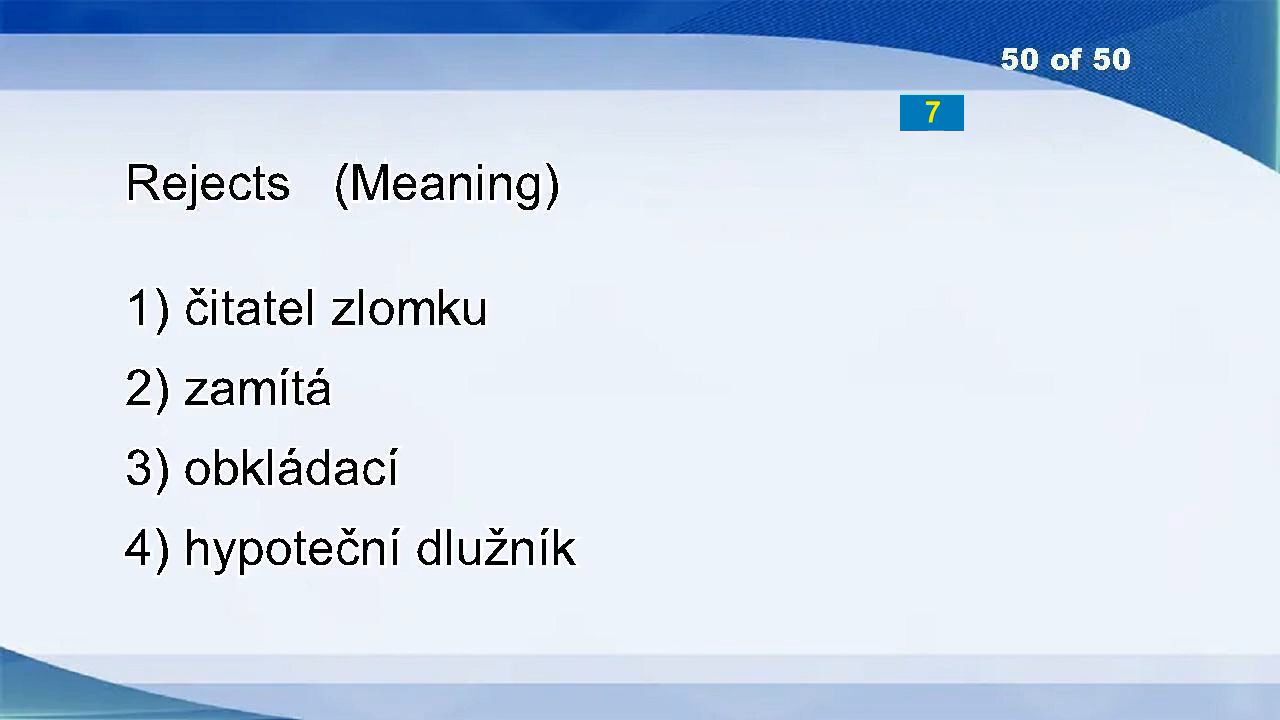 50 of 50
7
Rejects (Meaning)
1) čitatel zlomku
2) zamítá
3) obkládací
4) hypoteční dlužník